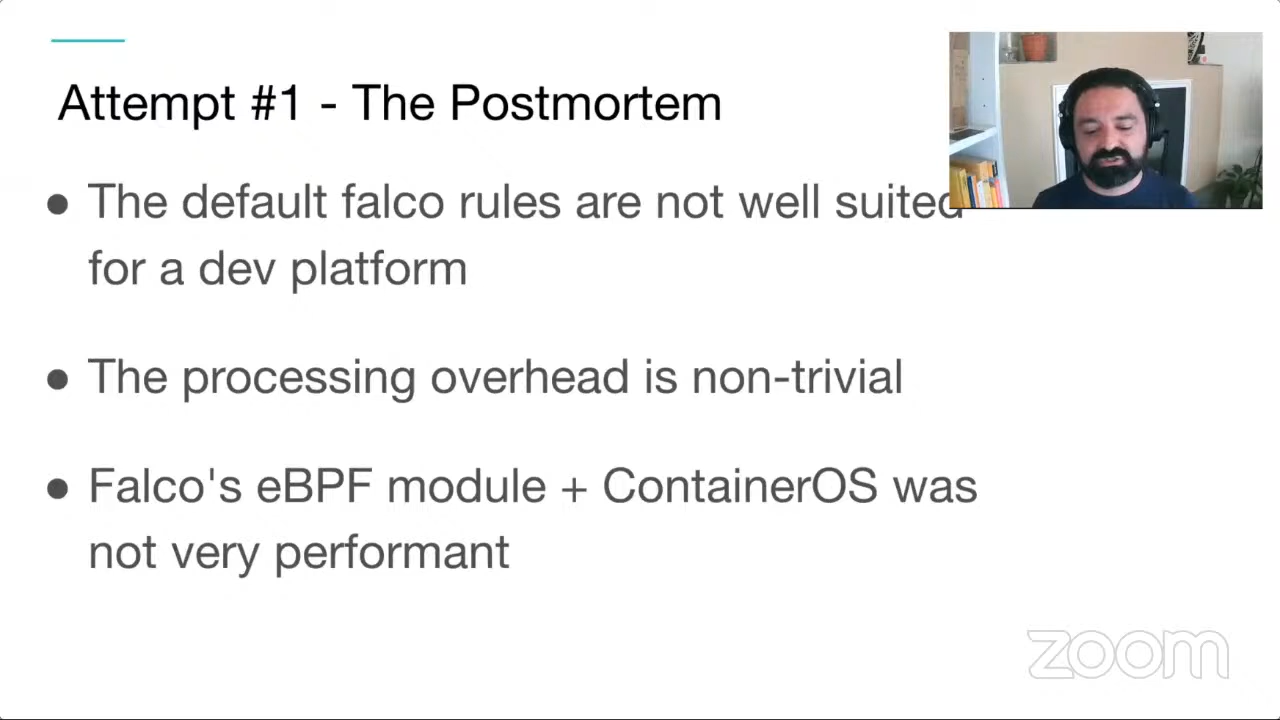 Attempt #1 - The Postmortem
● The default falco rules are not well suited
for a dev platform
● The processing overhead is non-trivial
● Falco's eBPF module + ContainerOS was
not very performant
zoom